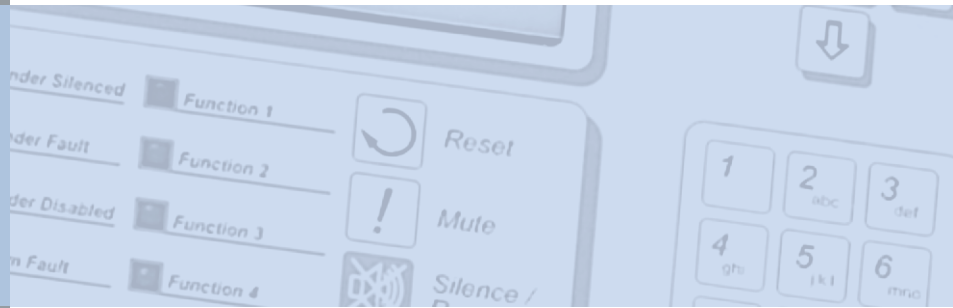 nder Silenced
Function 1
Reset
nder Fault
Function 2
der Disabled
Function 3
Mute
m Fault
Function 4
Silence /
1
2 abc
3 def
4 ghi
5 jkl
6 mno